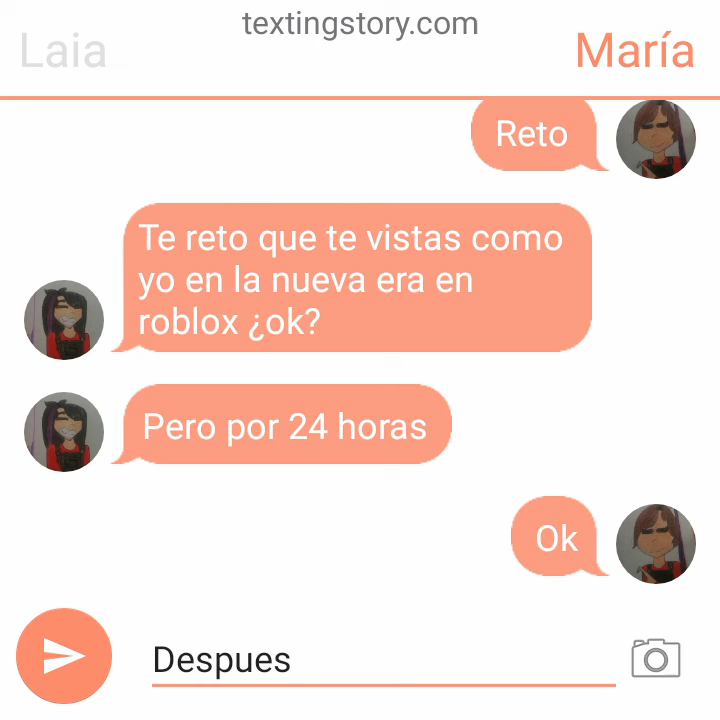 textingstory.com
Laia
María
Reto
Te reto que te vistas como
yo en la nueva era en
roblox ¿ok?
Pero por 24 horas
Ok
Despues